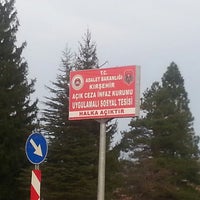 T.C.
ADALET BAKANLIĞI
KIRŞEHİR
AÇIK CEZA İNFAZ KURUMU
UYGULAMALI SOSYAL TESİSİ
HALKA AÇIKTIR